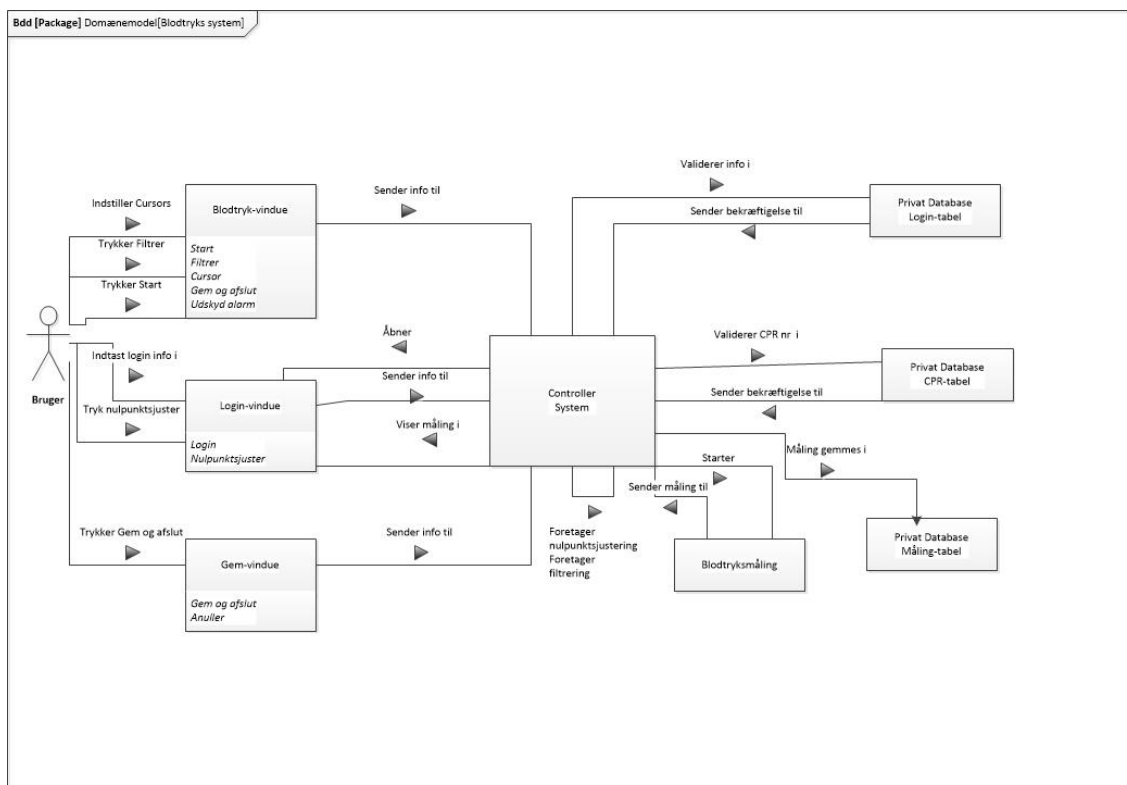 Bdd [Package] Domænemodel[Blodtryks system]
Indstiller Cursors
Trykker Filtrer
Trykker Start
Bruger
Indtast login info i
Tryk nulpunktsjuster
Trykker Gem og afslut
Blodtryk-vindue
Start
Filtrer
Cursor
Gem og afslut
Udskyd alarm
Login-vindue
Login
Nulpunktsjuster
Gem-vindue
Gem og afslut
Anuller
Sender info til
Åbner
Sender info til
Viser måling i
Sender info til
Controller
System
Foretager
nulpunktsjustering
Foretager
filtrering
Validerer info i
Sender bekræftigelse til
Validerer CPR nr i
Sender bekræftigelse til
Måling gemmes i
Starter
Sender måling til
Blodtryksmåling
Privat Database
Login-tabel
Privat Database
CPR-tabel
Privat Database
Måling-tabel